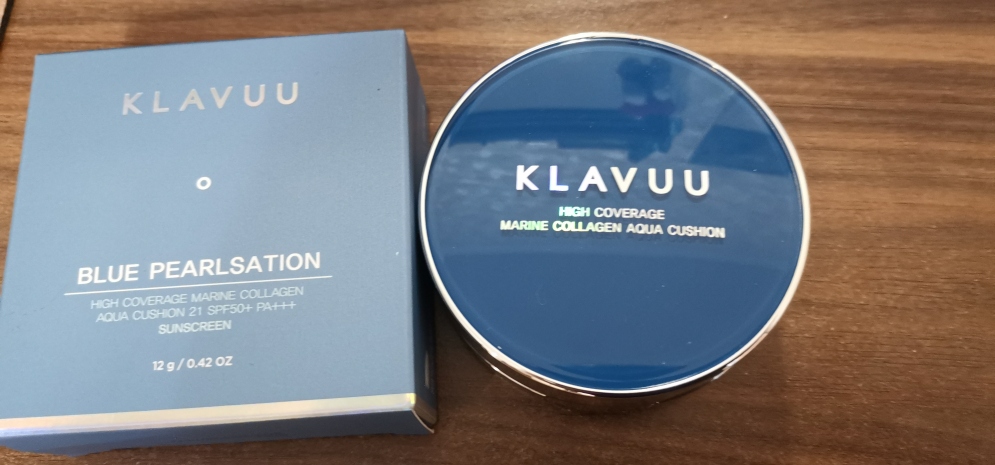 KLAVUU
BLUE PEARLSATION
HIGH COVERAGE MARINE COLLAGEN
AQUA CUSHION 21 SPF50+ PA+++
SUNSCREEN
12 g / 0.42 OZ
KLAVUU
HIGH COVERAGE
MARINE COLLAGEN AQUA CUSHION